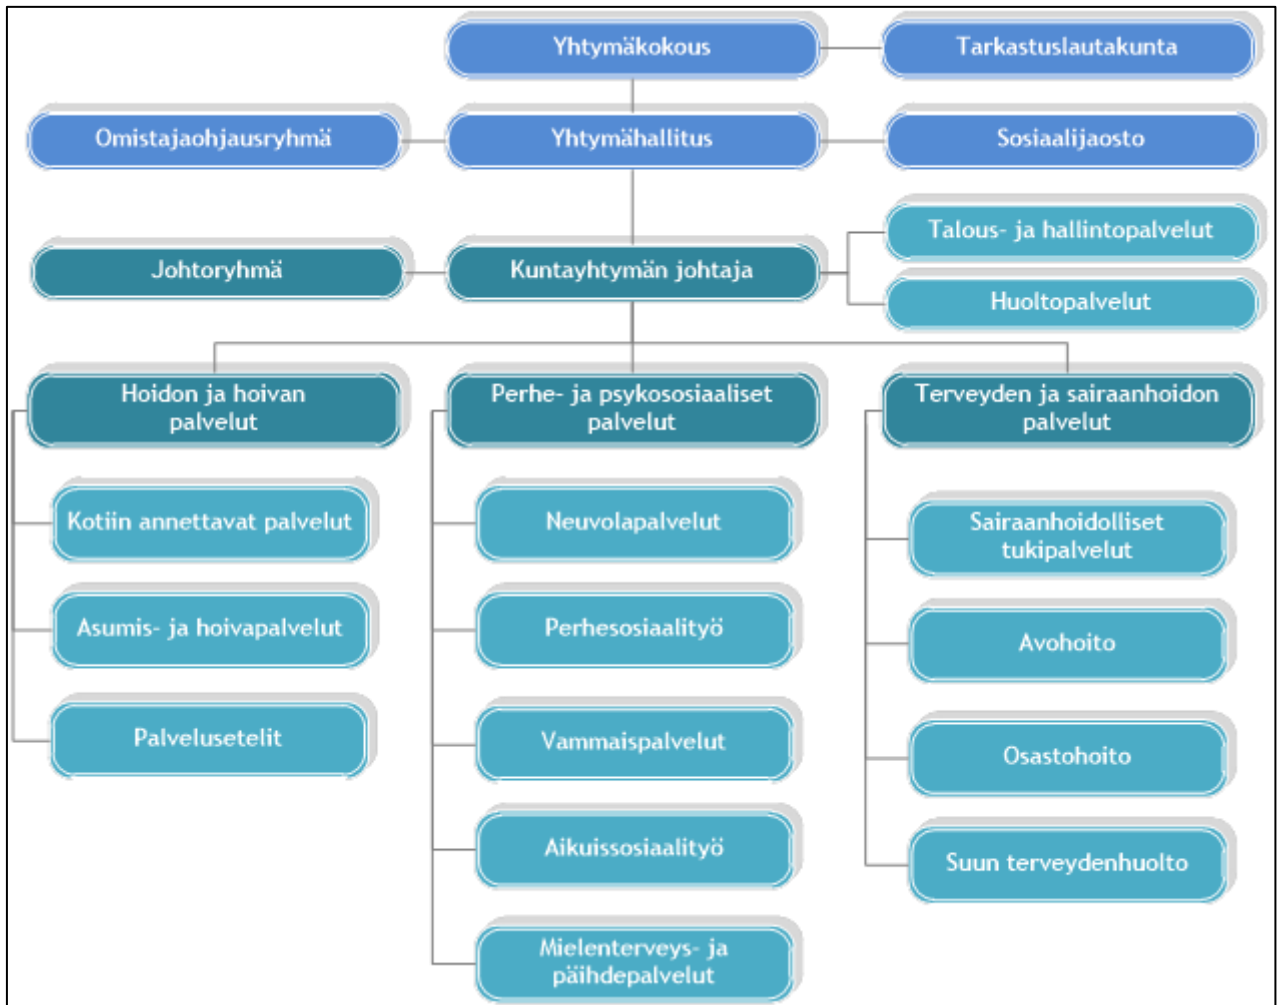 Yhtymäkokous
Tarkastuslautakunta
Omistajaohjausryhmä
Yhtymähallitus
Sosiaalijaosto
Talous- ja hallintopalvelut
Johtoryhmä
Kuntayhtymän johtaja
Huoltopalvelut
Hoidon ja hoivan
palvelut
Perhe- ja psykososiaaliset
palvelut
Terveyden ja sairaanhoidon
palvelut
Kotiin annettavat palvelut
Asumis- ja hoivapalvelut
Palvelusetelit
Neuvolapalvelut
Perhesosiaalityö
Vammaispalvelut
Aikuissosiaalityö
Mielenterveys- ja
päihdepalvelut
Sairaanhoidolliset
tukipalvelut
Avohoito
Osastohoito
Suun terveydenhuolto